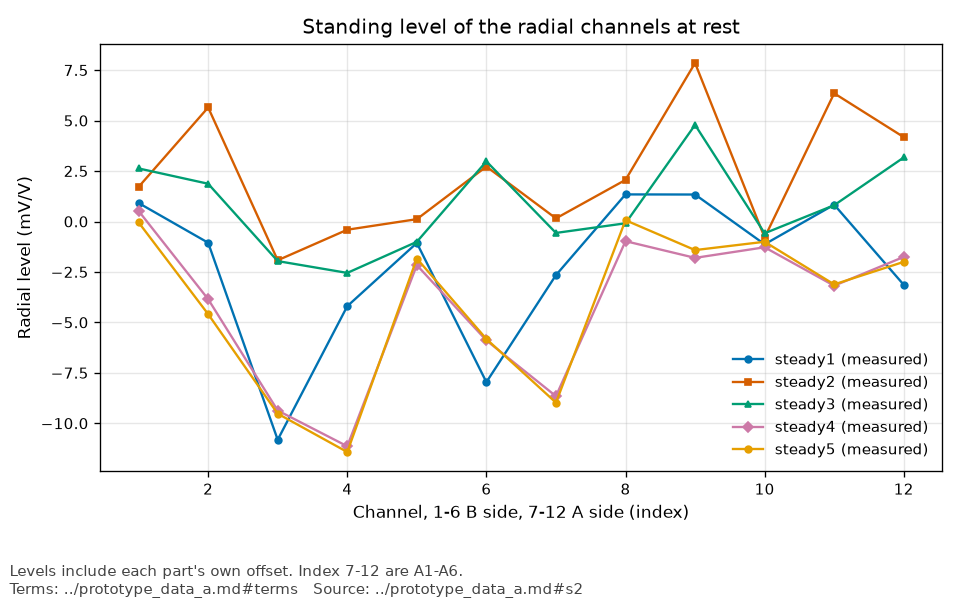 Standing level of the radial channels at rest
Radial level (mV/V)
7.5
5.0
2.5
0.0
−2.5
−5.0
−7.5
−10.0
steady1 (measured)
steady2 (measured)
steady3 (measured)
steady4 (measured)
steady5 (measured)
2 4 6 8 10 12
Channel, 1-6 B side, 7-12 A side (index)
Levels include each part's own offset. Index 7-12 are A1-A6.
Terms: ../prototype_data_a.md#terms Source: ../prototype_data_a.md#s2